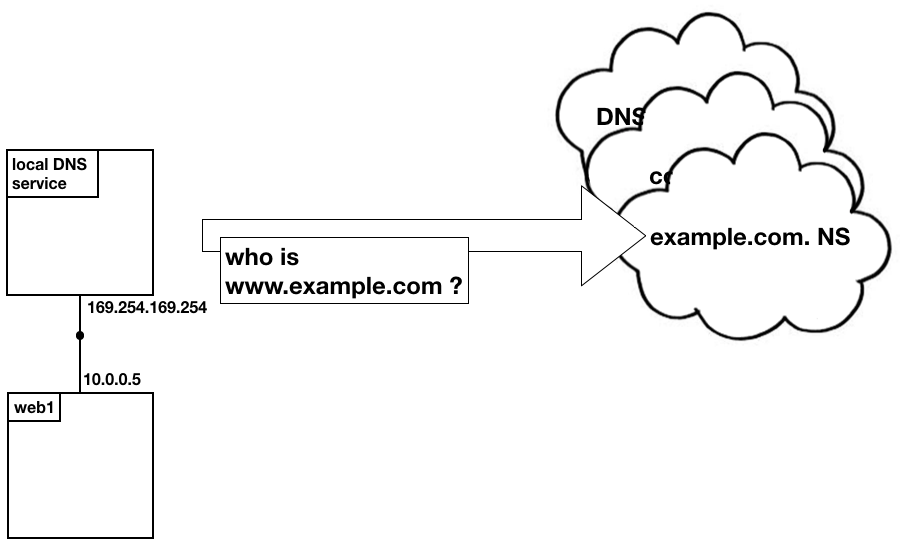 DNS
local DNS
service
example.com. NS
who is
www.example.com ?
169.254.169.254
10.0.0.5
web1